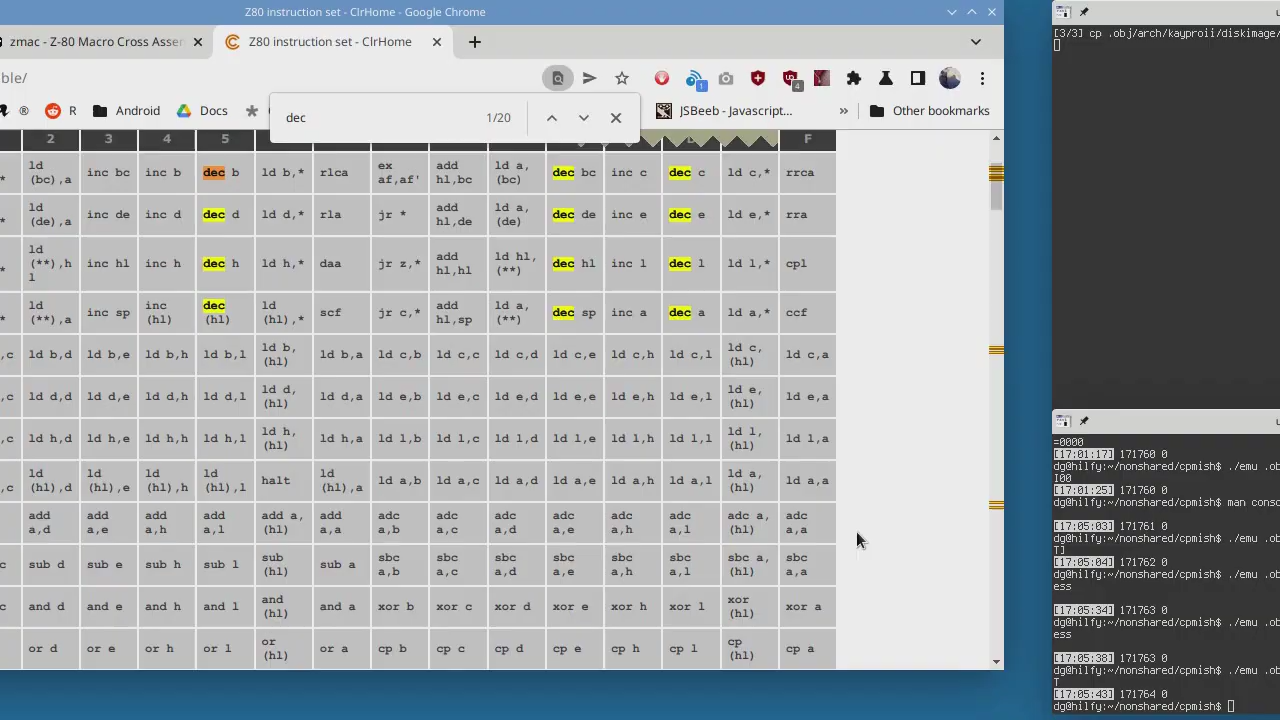 Z80 instruction set - ClrHome - Google Chrome
zmac - Z-80 Macro Cross Asser
Z80 instruction set - ClrHome
ble/
1
4
®
R
Android
Docs
JSBeeb - Javascript...
»
Other bookmarks
dec
1/20
2 3 4 5 F
* ld (bc),a inc bc inc b dec b ld b,* rlca ex af,af' add hl,bc ld a,(bc) dec bc inc c dec c ld c,* rrca
* ld (de),a inc de inc d dec d ld d,* rla jr * add hl,de ld a,(de) dec de inc e dec e ld e,* rra
* ld (**),hl inc hl inc h dec h ld h,* daa jr z,* add hl,hl ld hl,(**) dec hl inc l dec l ld l,* cpl
* ld (**),a inc sp inc (hl) dec (hl) ld (hl),* scf jr c,* add hl,sp ld a,(**) dec sp inc a dec a ld a,* ccf
,c ld b,d ld b,e ld b,h ld b,l ld b,(hl) ld b,a ld c,b ld c,c ld c,d ld c,e ld c,h ld c,l ld c,(hl) ld c,a
,c ld d,d ld d,e ld d,h ld d,l ld d,(hl) ld d,a ld e,b ld e,c ld e,d ld e,e ld e,h ld e,l ld e,(hl) ld e,a
,c ld h,d ld h,e ld h,h ld h,l ld h,(hl) ld h,a ld l,b ld l,c ld l,d ld l,e ld l,h ld l,l ld l,(hl) ld l,a
,c ld (hl),d ld (hl),e ld (hl),h ld (hl),l halt ld (hl),a ld a,b ld a,c ld a,d ld a,e ld a,h ld a,l ld a,(hl) ld a,a
add a,d add a,e add a,h add a,l add a,(hl) add a,a adc a,b adc a,c adc a,d adc a,e adc a,h adc a,l adc a,(hl) adc a,a
c sub d sub e sub h sub l sub (hl) sub a sbc a,b sbc a,c sbc a,d sbc a,e sbc a,h sbc a,l sbc a,(hl) sbc a,a
c and d and e and h and l and (hl) and a xor b xor c xor d xor e xor h xor l xor (hl) xor a
or d or e or h or l or (hl) or a cp b cp c cp d cp e cp h cp l cp (hl) cp a
[3/3] cp .obj/arch/kayproii/diskimage/
=0000
[17:01:17] 171760 0
dg@hilfy:~/nonshared/cpmish$ ./emu .ob
I00
[17:01:25] 171760 0
dg@hilfy:~/nonshared/cpmish$ man conso
[17:05:03] 171761 0
dg@hilfy:~/nonshared/cpmish$ ./emu .ob
T]
[17:05:04] 171762 0
dg@hilfy:~/nonshared/cpmish$ ./emu .ob
ess
[17:05:34] 171763 0
dg@hilfy:~/nonshared/cpmish$ ./emu .ob
ess
[17:05:38] 171763 0
dg@hilfy:~/nonshared/cpmish$ ./emu .ob
T
[17:05:43] 171764 0
dg@hilfy:~/nonshared/cpmish$